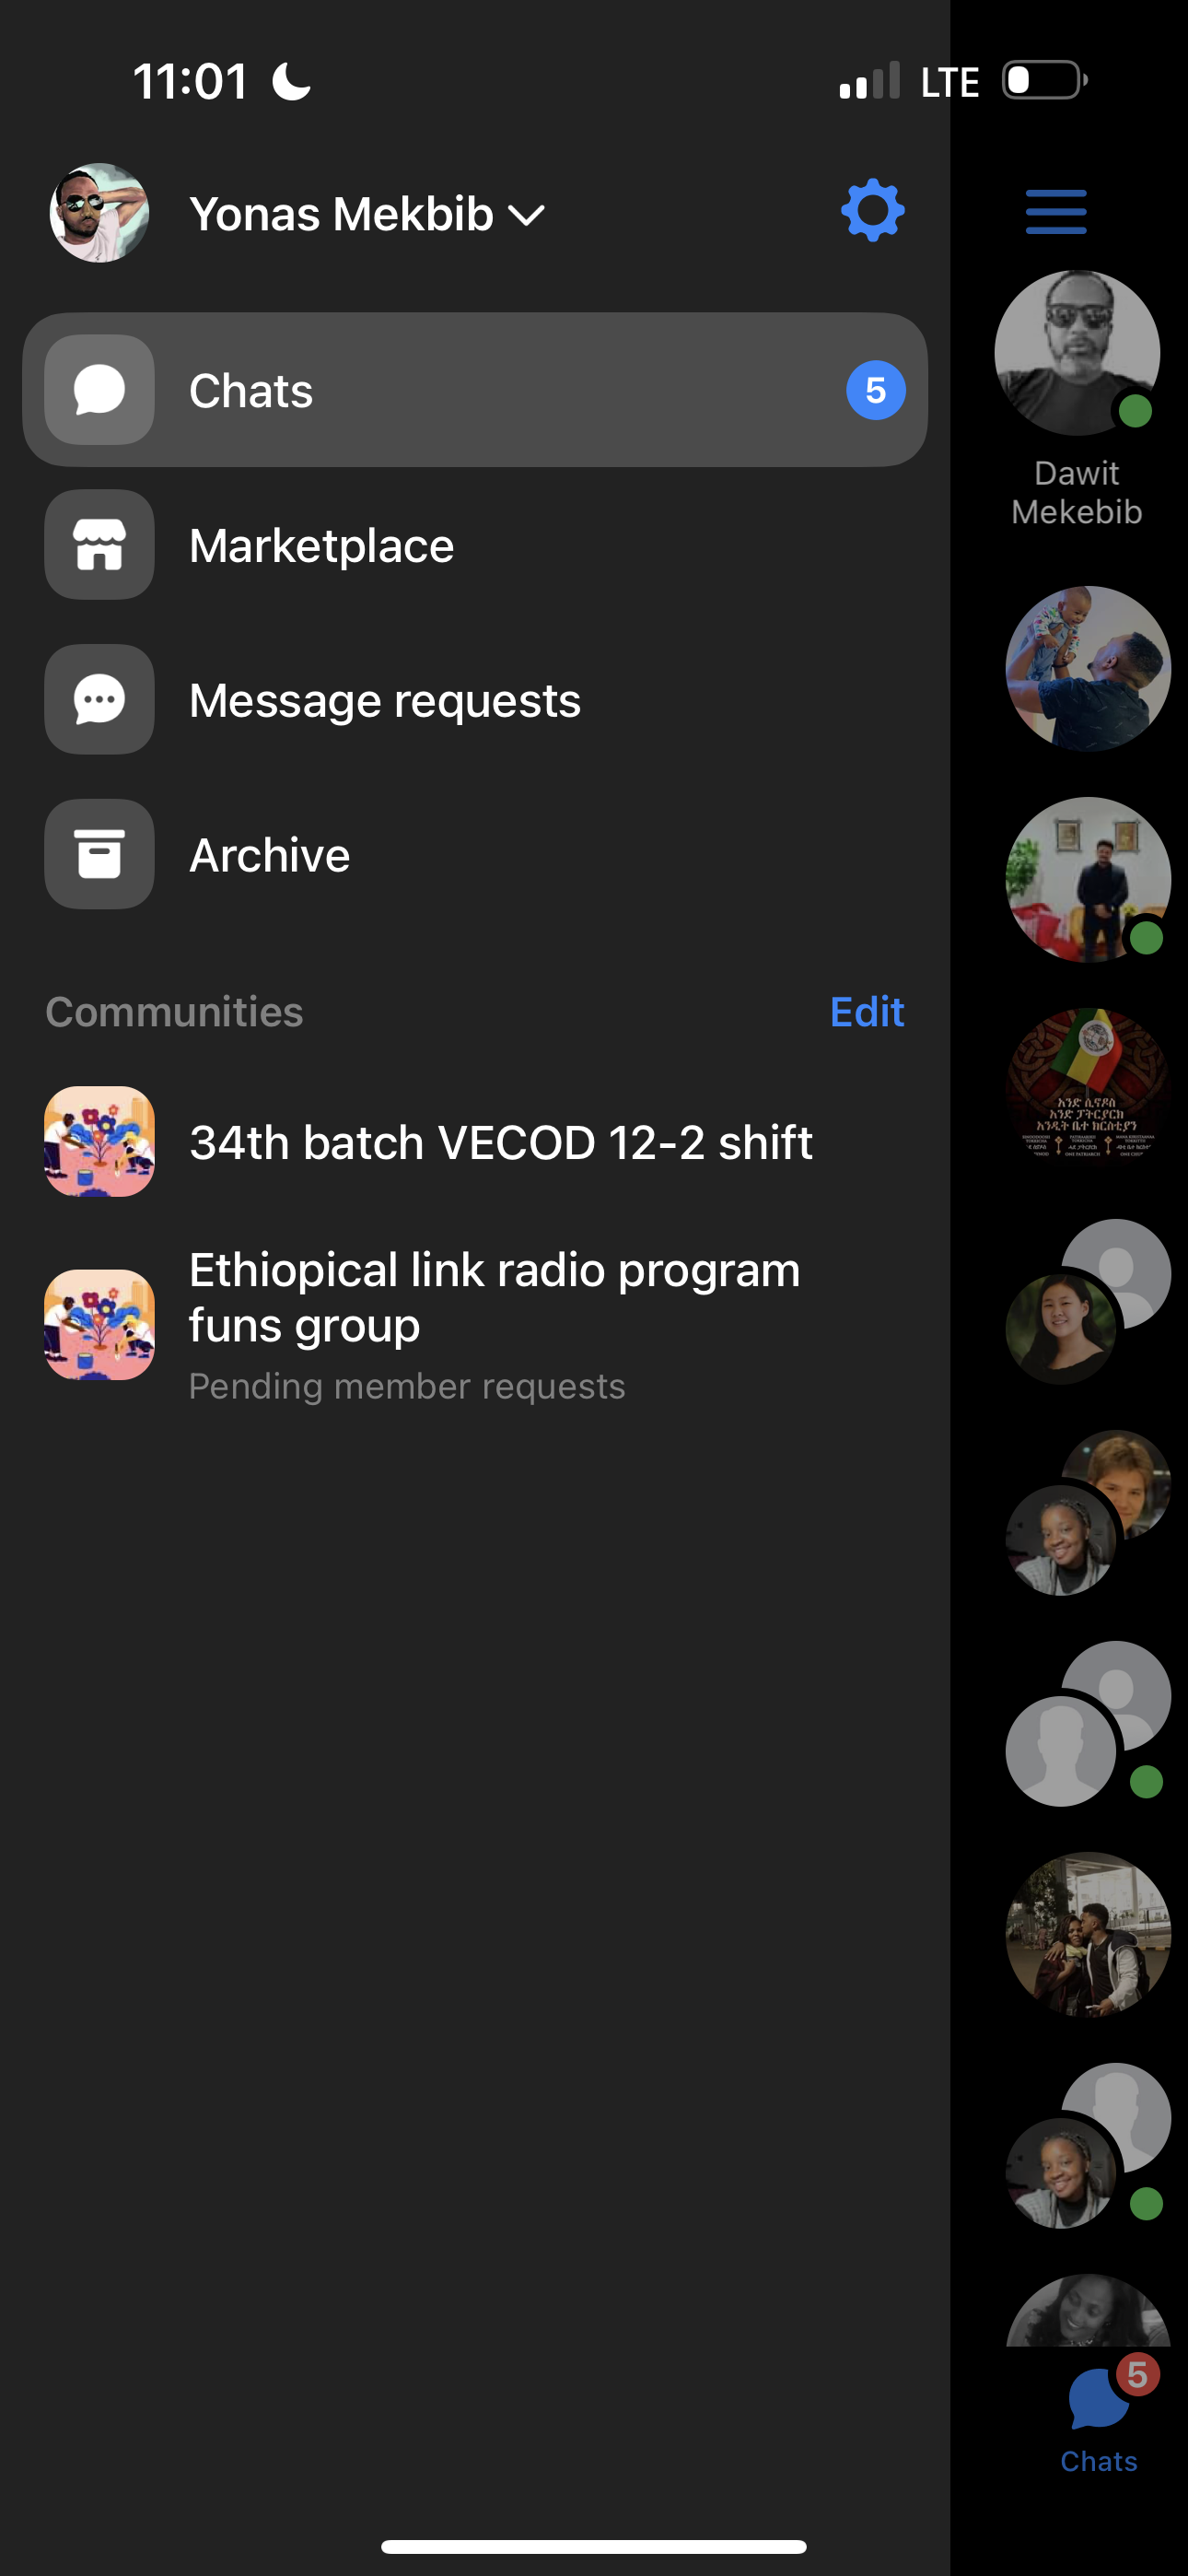 11:01
LTE
Yonas Mekbib
Chats
5
Marketplace
Message requests
Archive
Communities
Edit
34th batch VECOD 12-2 shift
Ethiopical link radio program
funs group
Pending member requests
Dawit
Mekebib
አንድ ሲኖዶስ
አንድ ፓትርያርክ
አንዲት ቤተ ክርስቲያን
5
Chats